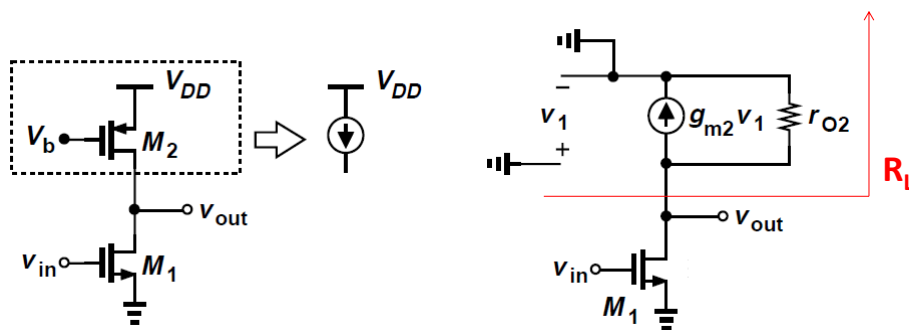 V_DD
V_b
M_2
V_DD
v_out
v_in
M_1
−
v_1
+
g_m2 v_1
r_O2
R_L
v_out
v_in
M_1